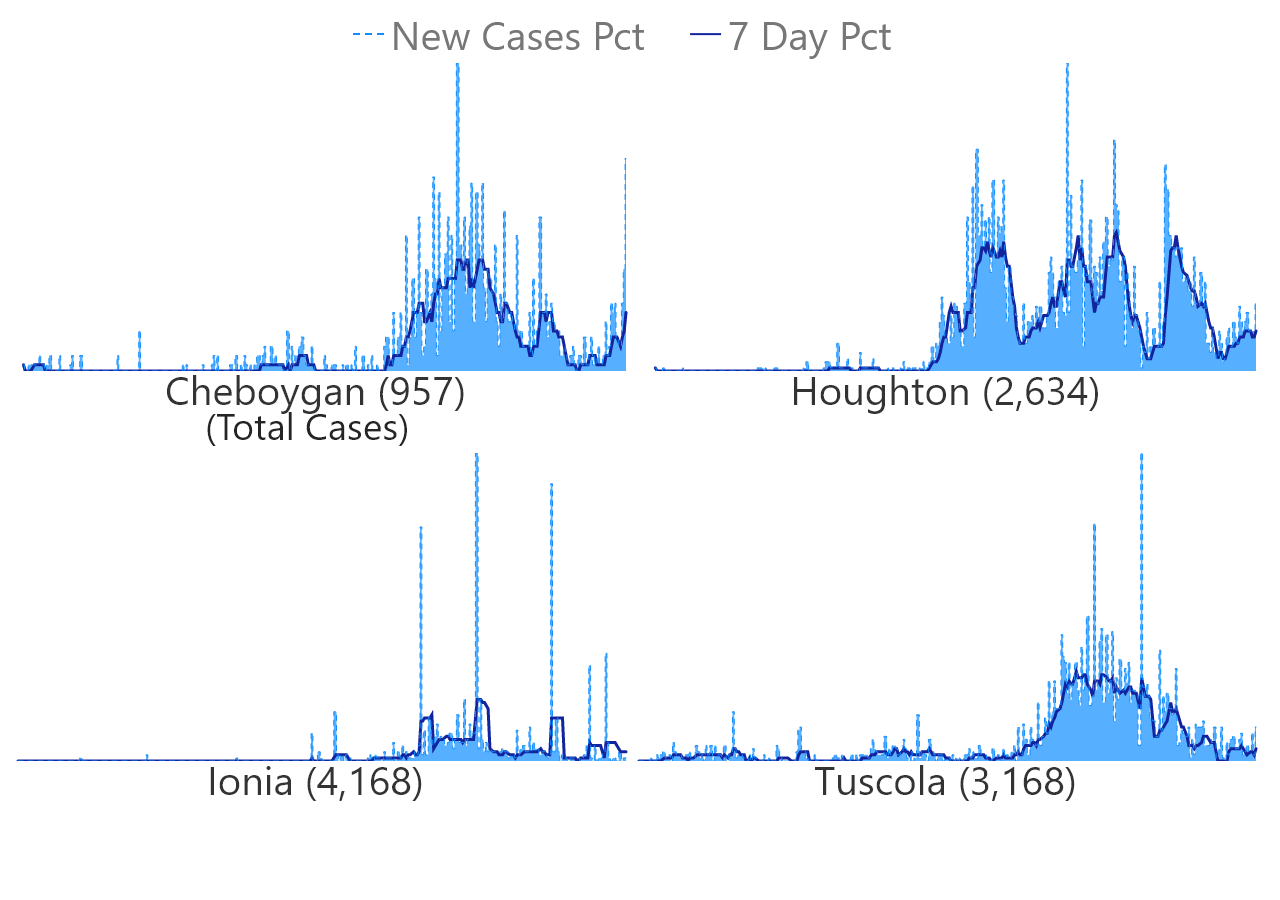 New Cases Pct 7 Day Pct
Cheboygan (957)
(Total Cases)
Houghton (2,634)
Ionia (4,168)
Tuscola (3,168)